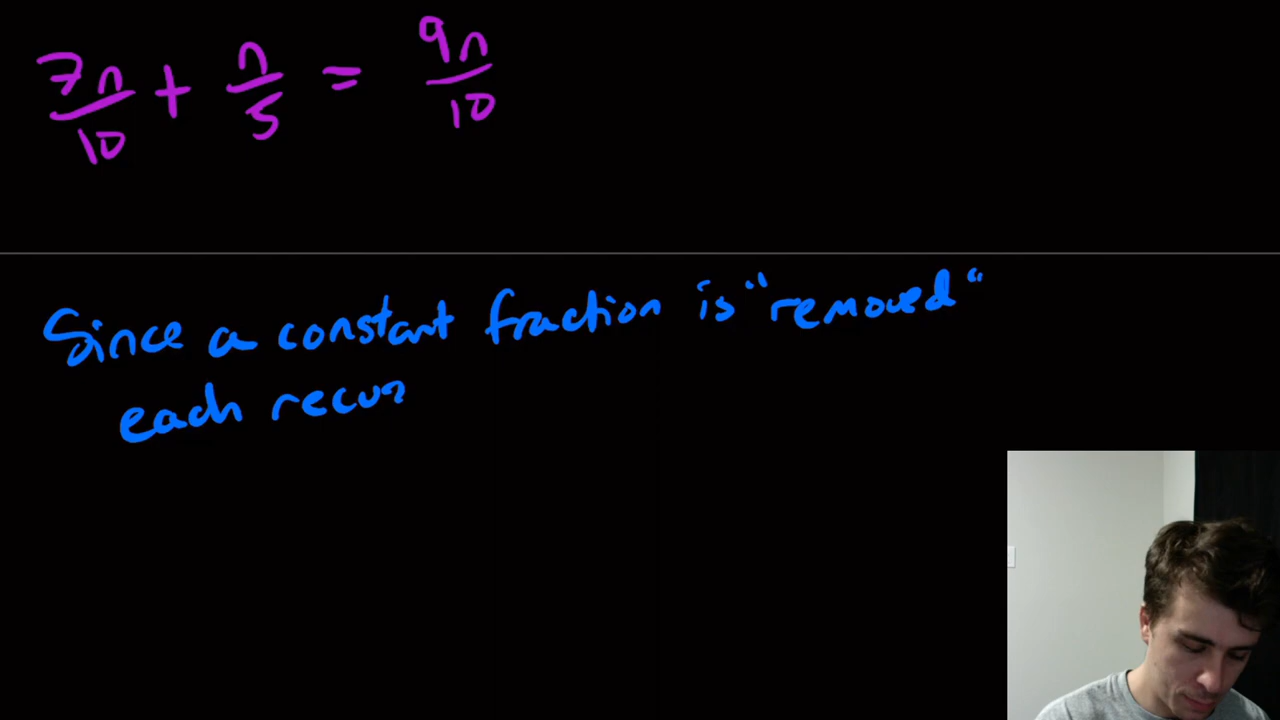 7n/10 + n/5 = 9n/10
Since a constant fraction is "removed"
each recur